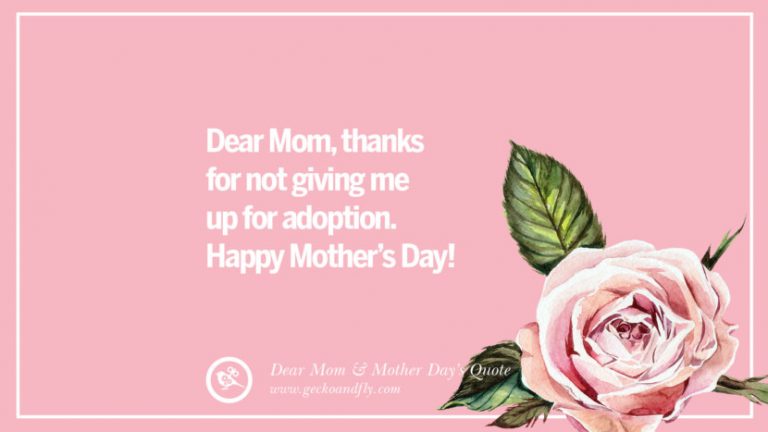 Dear Mom, thanks
for not giving me
up for adoption.
Happy Mother's Day!
Dear Mom & Mother Day's Quote
www.geckoandfly.com